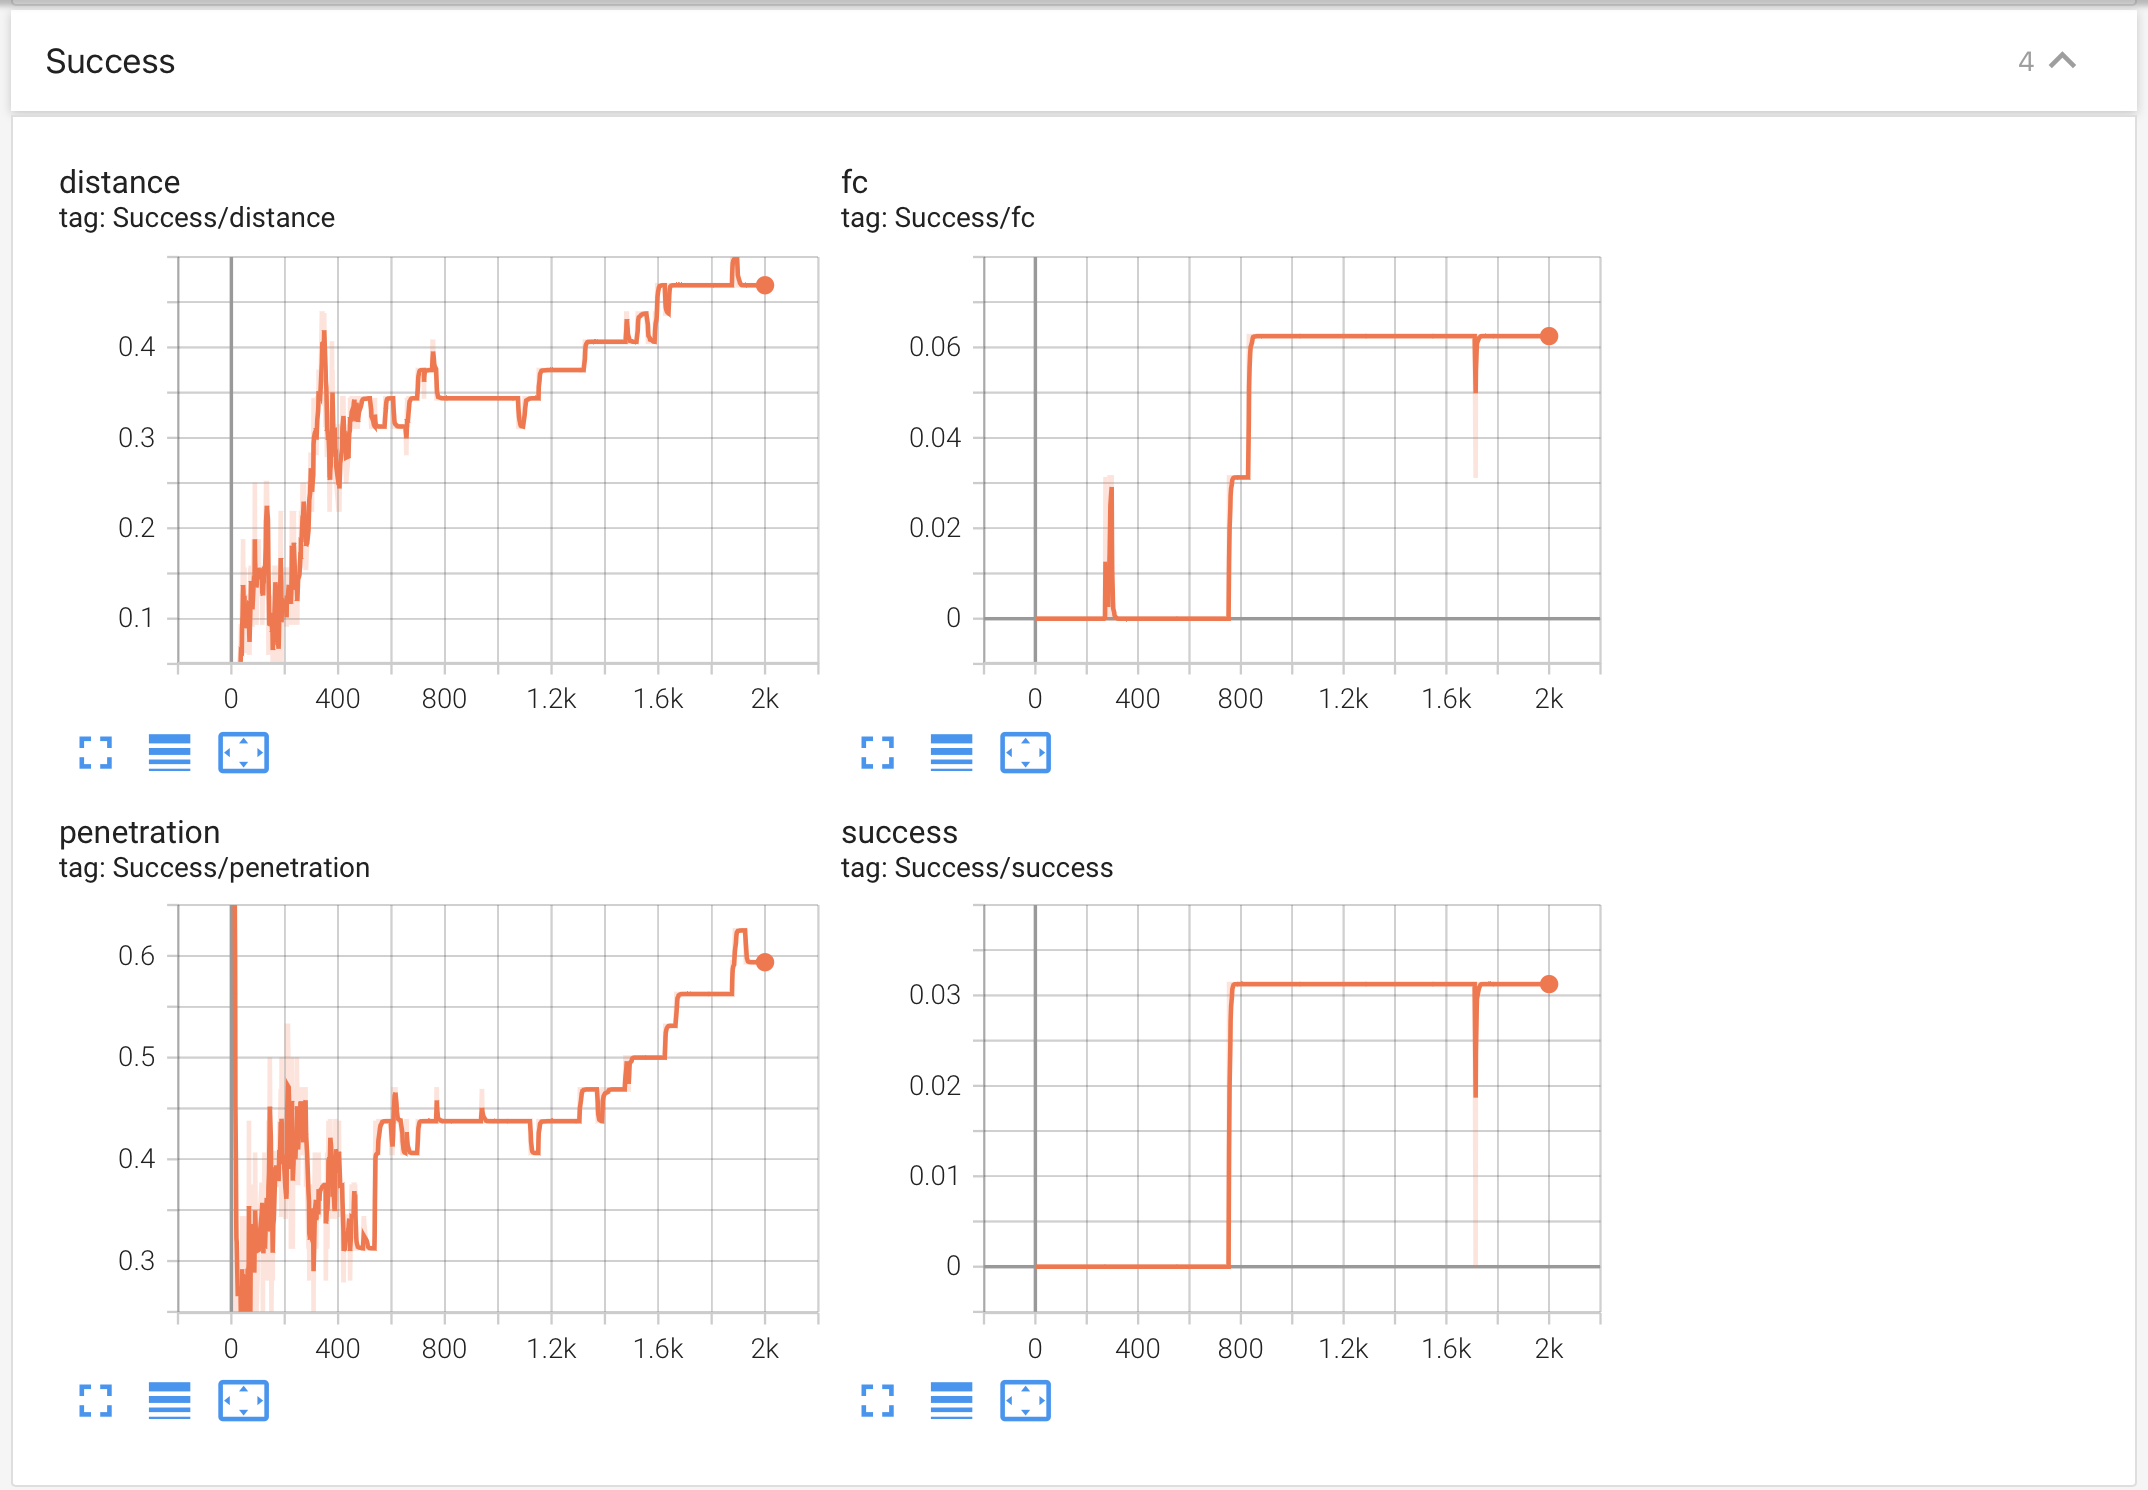 Success
4
distance
tag: Success/distance
0.4
0.3
0.2
0.1
0 400 800 1.2k 1.6k 2k
fc
tag: Success/fc
0.06
0.04
0.02
0
0 400 800 1.2k 1.6k 2k
penetration
tag: Success/penetration
0.6
0.5
0.4
0.3
0 400 800 1.2k 1.6k 2k
success
tag: Success/success
0.03
0.02
0.01
0
0 400 800 1.2k 1.6k 2k